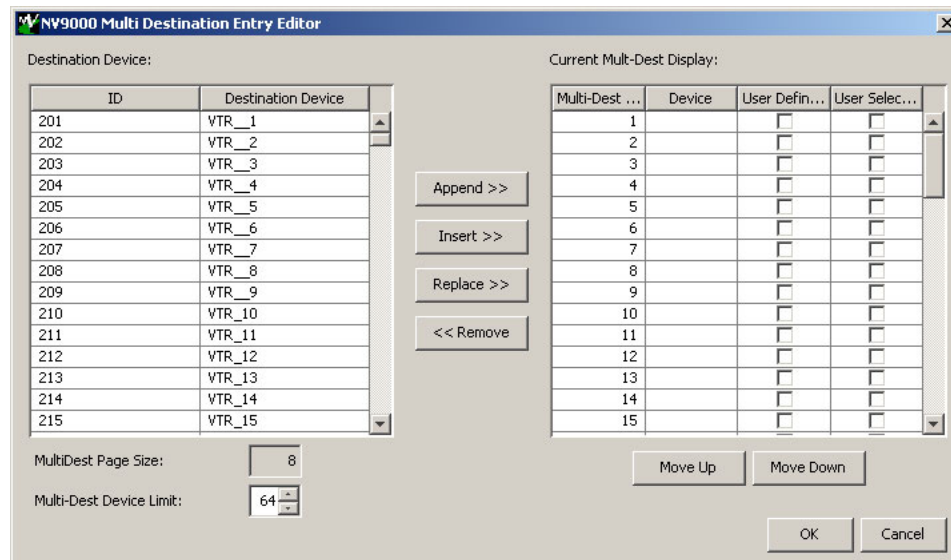 NV9000 Multi Destination Entry Editor
Destination Device:
Current Mult-Dest Display:
ID Destination Device
201 VTR__1
202 VTR__2
203 VTR__3
204 VTR__4
205 VTR__5
206 VTR__6
207 VTR__7
208 VTR__8
209 VTR__9
210 VTR_10
211 VTR_11
212 VTR_12
213 VTR_13
214 VTR_14
215 VTR_15
Append >>
Insert >>
Replace >>
<< Remove
Multi-Dest ... Device User Defin... User Selec...
1
2
3
4
5
6
7
8
9
10
11
12
13
14
15
MultiDest Page Size: 8
Multi-Dest Device Limit: 64
Move Up Move Down
OK Cancel